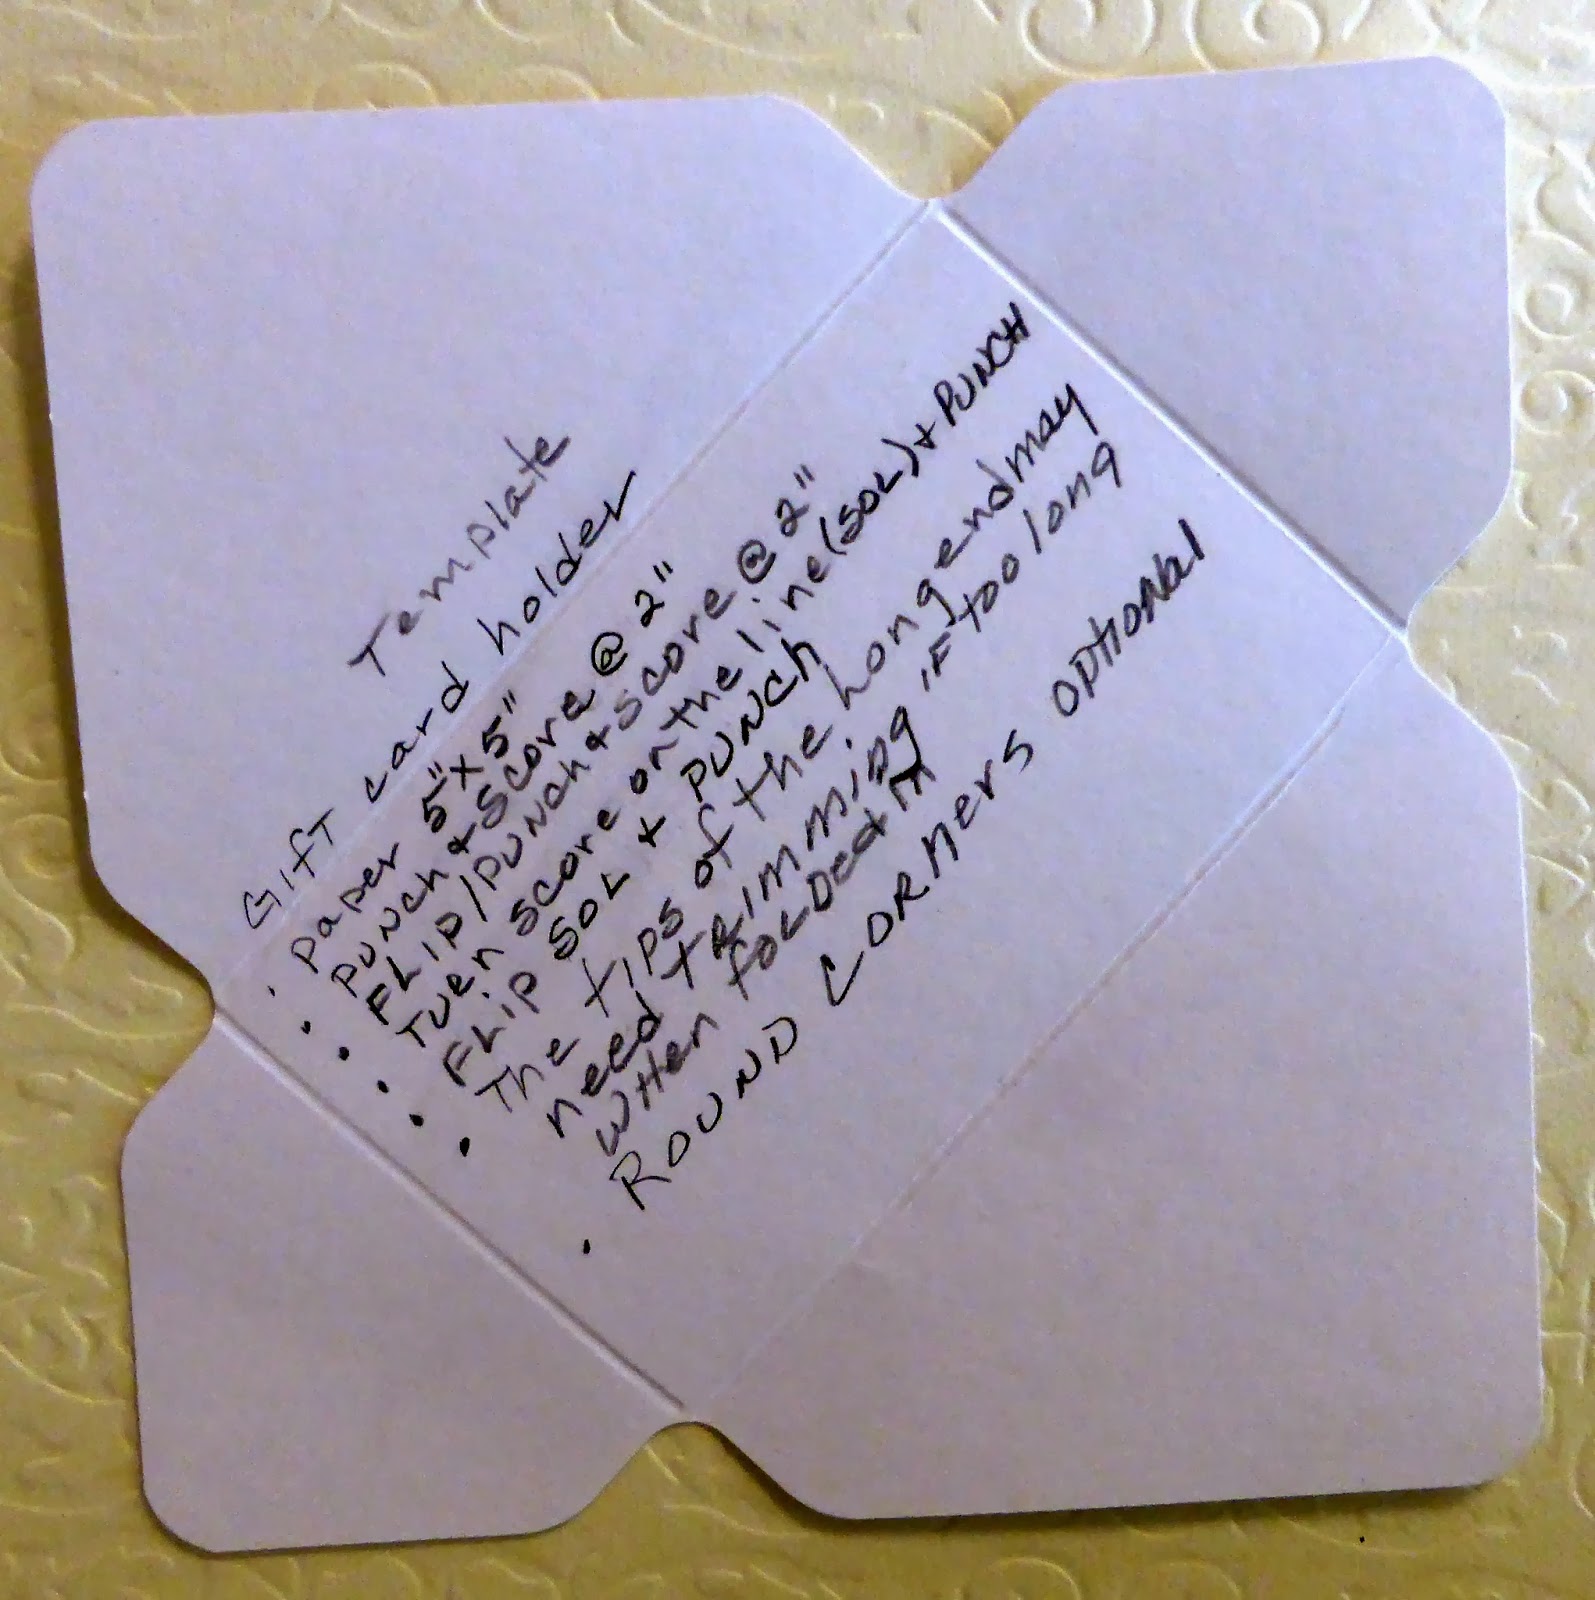 Template
Gift card holder
. Paper 5" x 5"
. PUNCH & SCORE @ 2"
. FLIP/PUNCH & SCORE @ 2"
. TURN SCORE ON the line (SOL) + PUNCH
. FLIP SOL + PUNCH
. The tips of the long end may
need trimming IF too long
WHen FOLDED in
. ROUND CORNERS OPTIONAL